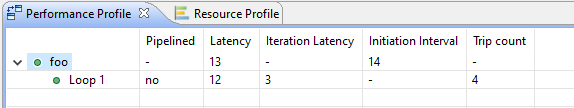 Performance Profile Resource Profile
Pipelined Latency Iteration Latency Initiation Interval Trip count
foo - 13 - 14 -
Loop 1 no 12 3 - 4